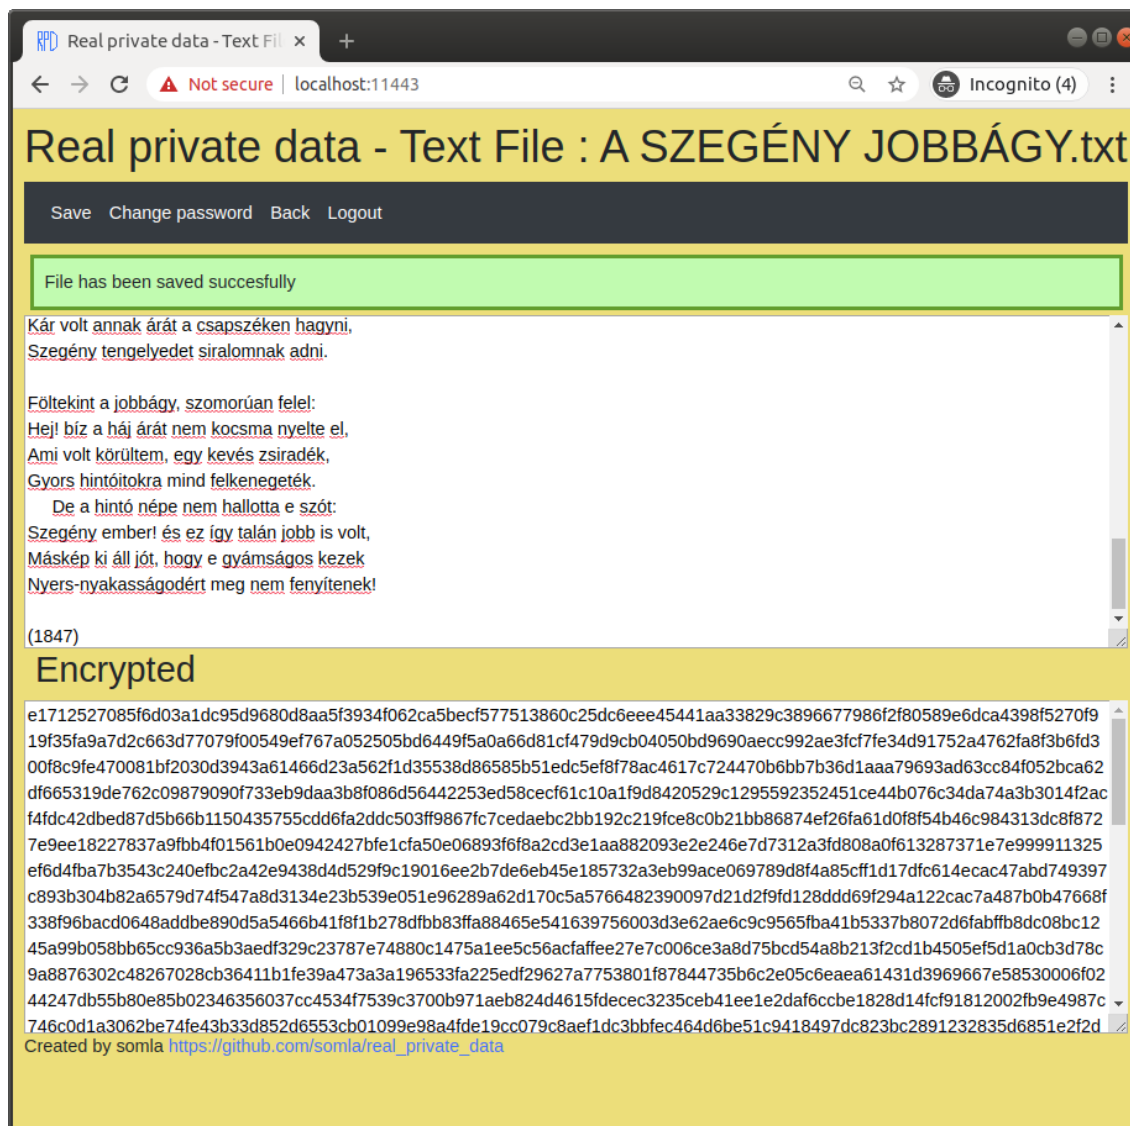 RPD Real private data - Text Fil
Not secure | localhost:11443
Incognito (4)
Real private data - Text File : A SZEGÉNY JOBBÁGY.txt
Save Change password Back Logout
File has been saved succesfully
Kár volt annak árát a csapszéken hagyni,
Szegény tengelyedet siralomnak adni.
Föltekint a jobbágy, szomorúan felel:
Hej! bíz a háj árát nem kocsma nyelte el,
Ami volt körültem, egy kevés zsiradék,
Gyors hintóitokra mind felkenegeték.
De a hintó népe nem hallotta e szót:
Szegény ember! és ez így talán jobb is volt,
Máskép ki áll jót, hogy e gyámságos kezek
Nyers-nyakasságodért meg nem fenyítenek!
(1847)
Encrypted
e1712527085f6d03a1dc95d9680d8aa5f3934f062ca5becf577513860c25dc6eee45441aa33829c3896677986f2f80589e6dca4398f5270f9
19f35fa9a7d2c663d77079f00549ef767a052505bd6449f5a0a66d81cf479d9cb04050bd9690aecc992ae3fcf7fe34d91752a4762fa8f3b6fd3
00f8c9fe470081bf2030d3943a61466d23a562f1d35538d86585b51edc5ef8f78ac4617c724470b6bb7b36d1aaa79693ad63cc84f052bca62
df665319de762c09879090f733eb9daa3b8f086d56442253ed58cecf61c10a1f9d8420529c1295592352451ce44b076c34da74a3b3014f2ac
f4fdc42dbed87d5b66b1150435755cdd6fa2ddc503ff9867fc7cedaebc2bb192c219fce8c0b21bb86874ef26fa61d0f8f54b46c984313dc8f872
7e9ee18227837a9fbb4f01561b0e0942427bfe1cfa50e06893f6f8a2cd3e1aa882093e2e246e7d7312a3fd808a0f613287371e7e999911325
ef6d4fba7b3543c240efbc2a42e9438d4d529f9c19016ee2b7de6eb45e185732a3eb99ace069789d8f4a85cff1d17dfc614ecac47abd749397
c893b304b82a6579d74f547a8d3134e23b539e051e96289a62d170c5a5766482390097d21d2f9fd128ddd69f294a122cac7a487b0b47668f
338f96bacd0648addbe890d5a5466b41f8f1b278dfbb83ffa88465e541639756003d3e62ae6c9c9565fba41b5337b8072d6fabffb8dc08bc12
45a99b058bb65cc936a5b3aedf329c23787e74880c1475a1ee5c56acfaffee27e7c006ce3a8d75bcd54a8b213f2cd1b4505ef5d1a0cb3d78c
9a8876302c48267028cb36411b1fe39a473a3a196533fa225edf29627a7753801f87844735b6c2e05c6eaea61431d3969667e58530006f02
44247db55b80e85b02346356037cc4534f7539c3700b971aeb824d4615fdecec3235ceb41ee1e2daf6ccbe1828d14fcf91812002fb9e4987c
746c0d1a3062be74fe43b33d852d6553cb01099e98a4fde19cc079c8aef1dc3bbfec464d6be51c9418497dc823bc2891232835d6851e2f2d
Created by somla https://github.com/somla/real_private_data